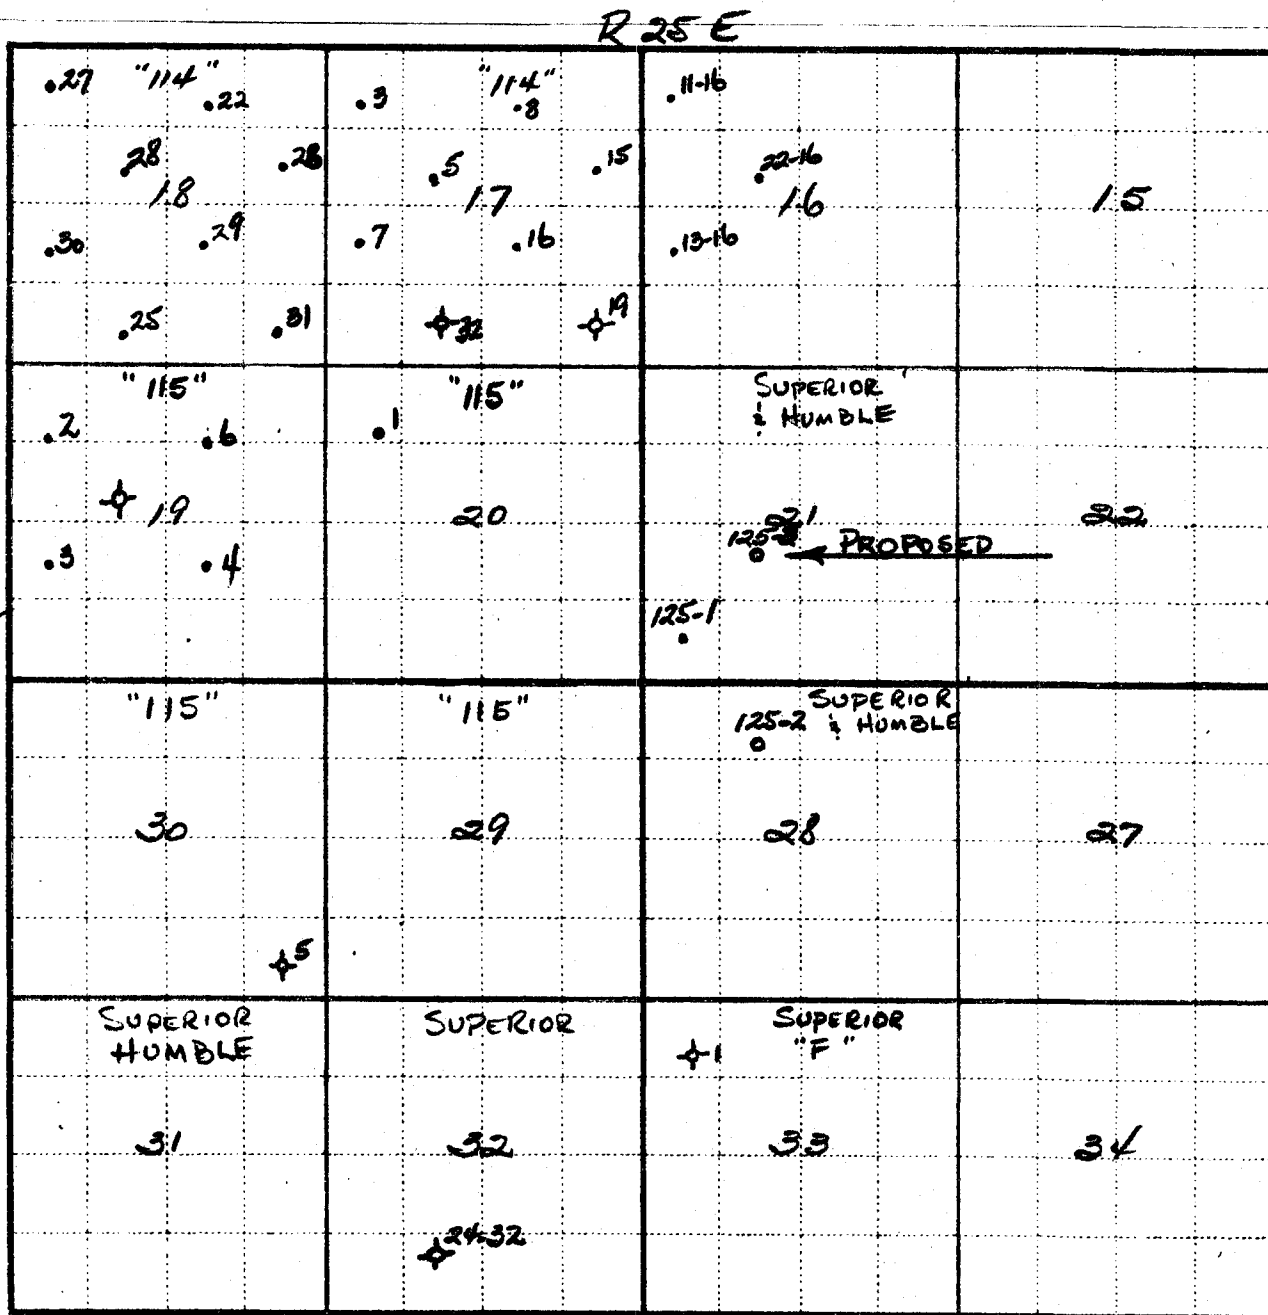 R 25 E
.27 "114" .22 .3 "114" .8 .11-16
.28 .28 .5 .15 .22-16
18 17 16 15
.30 .29 .7 .16 .13-16
.25 .31 32 19
"115" "115" SUPERIOR
& HUMBLE
.2 .6 .1
19 20 21 22
PROPOSED
.3 .4
125-1
"115" "115" SUPERIOR
125-2 & HUMBLE
30 29 28 27
5
SUPERIOR SUPERIOR SUPERIOR
HUMBLE 1 "F"
31 32 33 34
24-32